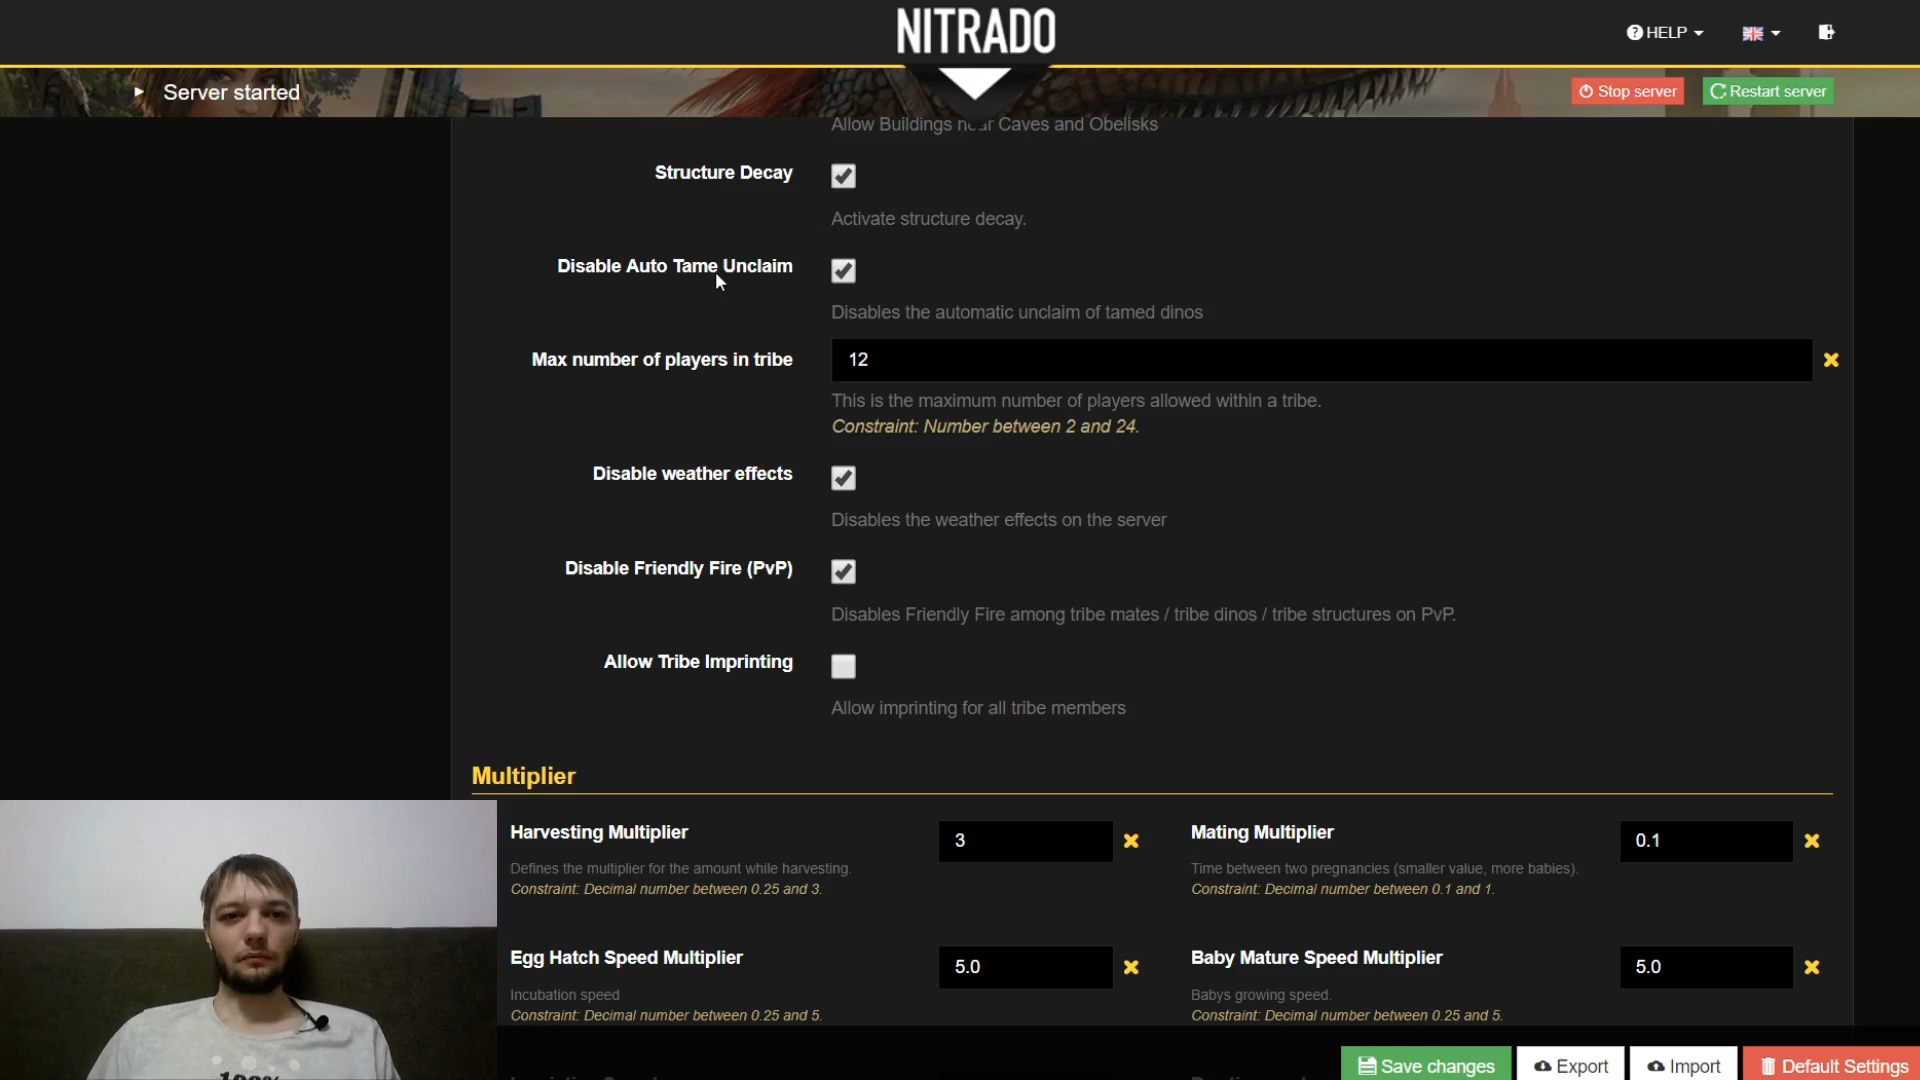 NITRADO
HELP
Server started
Stop server
Restart server
Allow Buildings near Caves and Obelisks
Structure Decay
Activate structure decay.
Disable Auto Tame Unclaim
Disables the automatic unclaim of tamed dinos
Max number of players in tribe
12
This is the maximum number of players allowed within a tribe.
Constraint: Number between 2 and 24.
Disable weather effects
Disables the weather effects on the server
Disable Friendly Fire (PvP)
Disables Friendly Fire among tribe mates / tribe dinos / tribe structures on PvP.
Allow Tribe Imprinting
Allow imprinting for all tribe members
Multiplier
Harvesting Multiplier
3
Defines the multiplier for the amount while harvesting.
Constraint: Decimal number between 0.25 and 3.
Mating Multiplier
0.1
Time between two pregnancies (smaller value, more babies).
Constraint: Decimal number between 0.1 and 1.
Egg Hatch Speed Multiplier
5.0
Incubation speed
Constraint: Decimal number between 0.25 and 5.
Baby Mature Speed Multiplier
5.0
Babys growing speed.
Constraint: Decimal number between 0.25 and 5.
Save changes
Export
Import
Default Settings